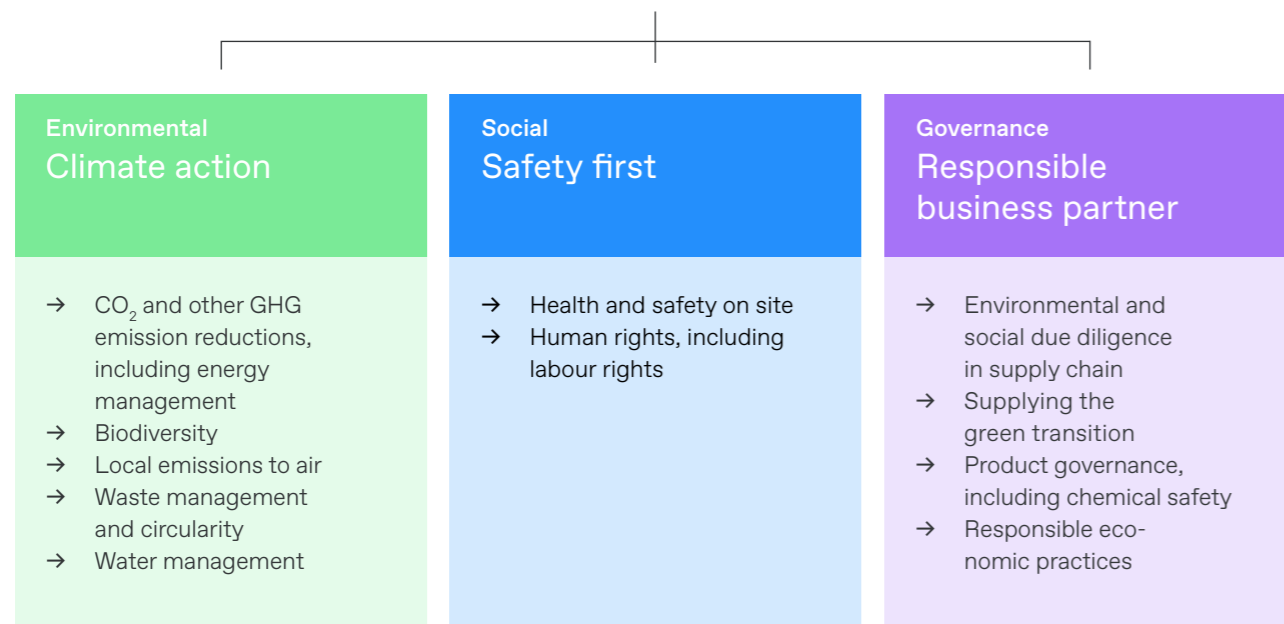 Environmental
Climate action
→ CO₂ and other GHG
emission reductions,
including energy
management
→ Biodiversity
→ Local emissions to air
→ Waste management
and circularity
→ Water management
Social
Safety first
→ Health and safety on site
→ Human rights, including
labour rights
Governance
Responsible
business partner
→ Environmental and
social due diligence
in supply chain
→ Supplying the
green transition
→ Product governance,
including chemical safety
→ Responsible eco-
nomic practices